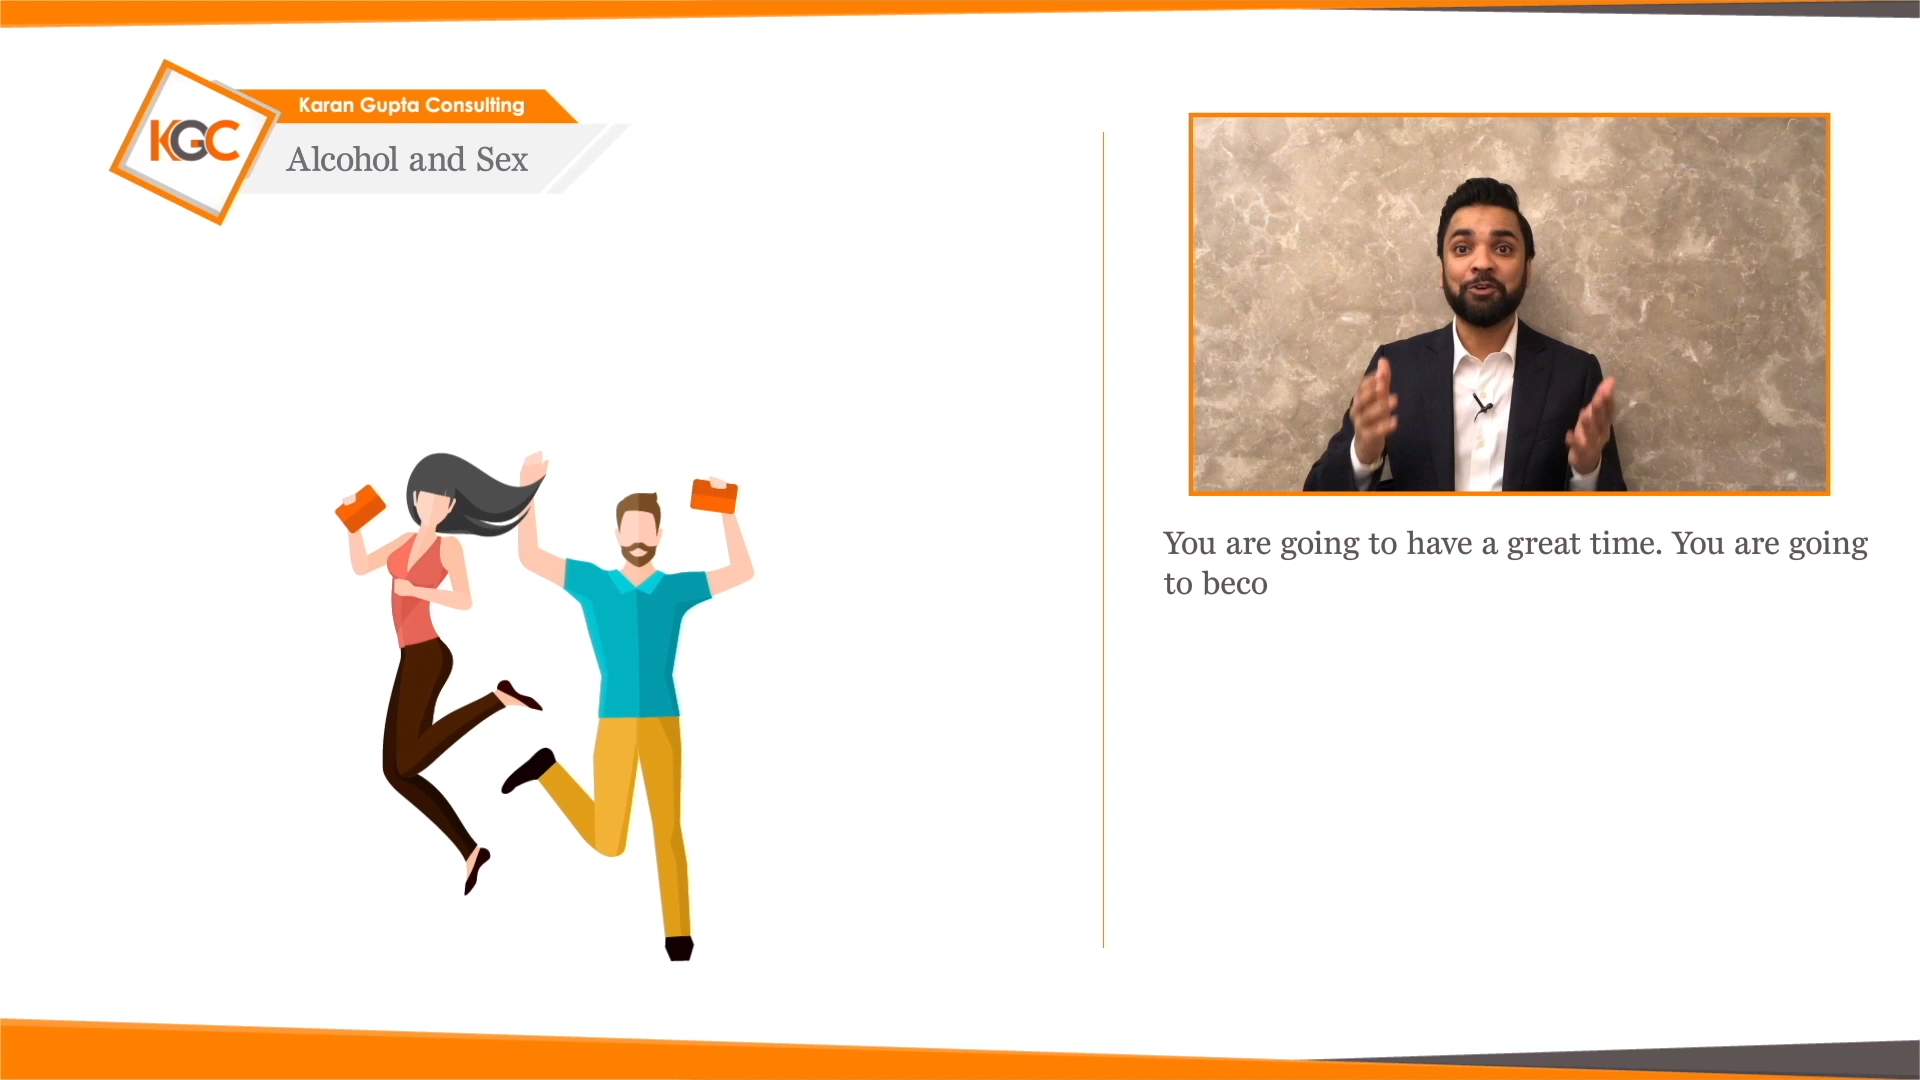 Karan Gupta Consulting
KGC
Alcohol and Sex
You are going to have a great time. You are going
to beco